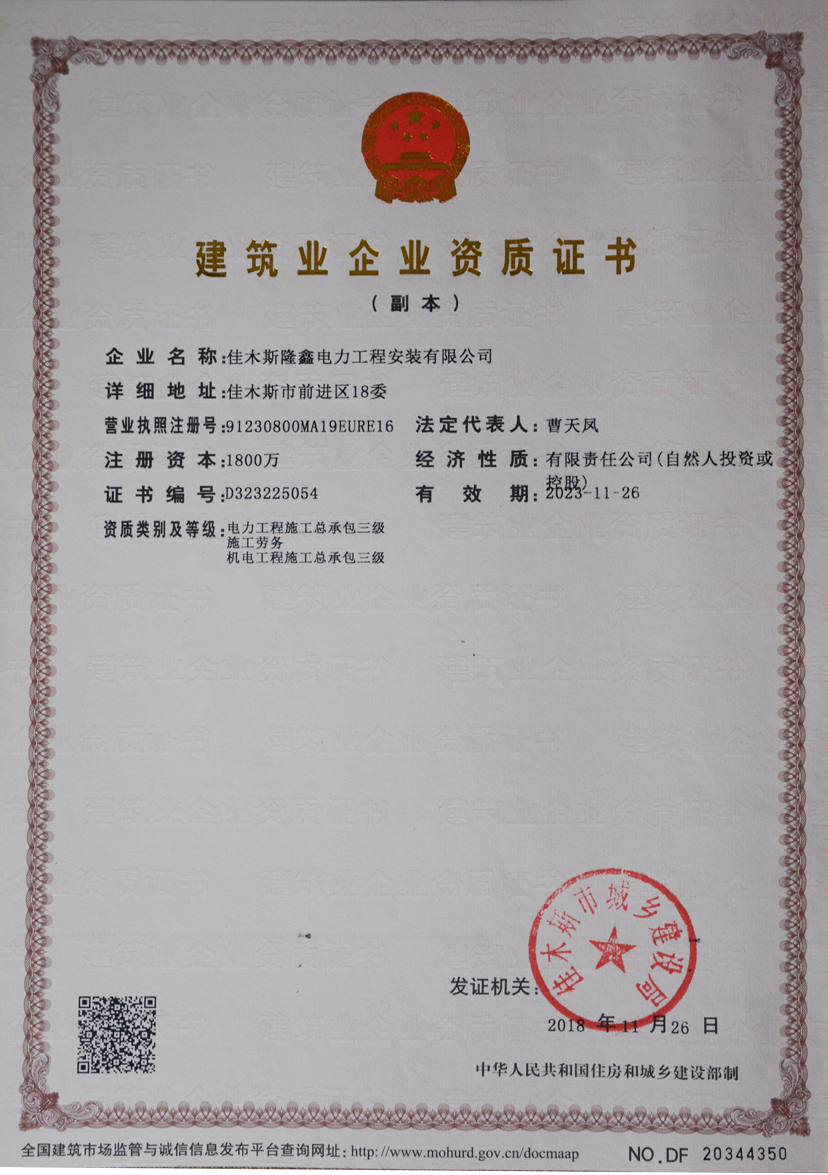 建筑业企业资质证书
（副本）
企业名称:佳木斯隆鑫电力工程安装有限公司
详细地址:佳木斯市前进区18委
营业执照注册号:91230800MA19EURE16 法定代表人:曹天凤
注册资本:1800万 经济性质:有限责任公司(自然人投资或
控股)
证书编号:D323225054 有效期:2023-11-26
资质类别及等级:电力工程施工总承包三级
施工劳务
机电工程施工总承包三级
佳木斯市城乡建设局
发证机关:
2018 年 11 月 26 日
中华人民共和国住房和城乡建设部制
全国建筑市场监管与诚信信息发布平台查询网址: http://www.mohurd.gov.cn/docmaap NO.DF 20344350